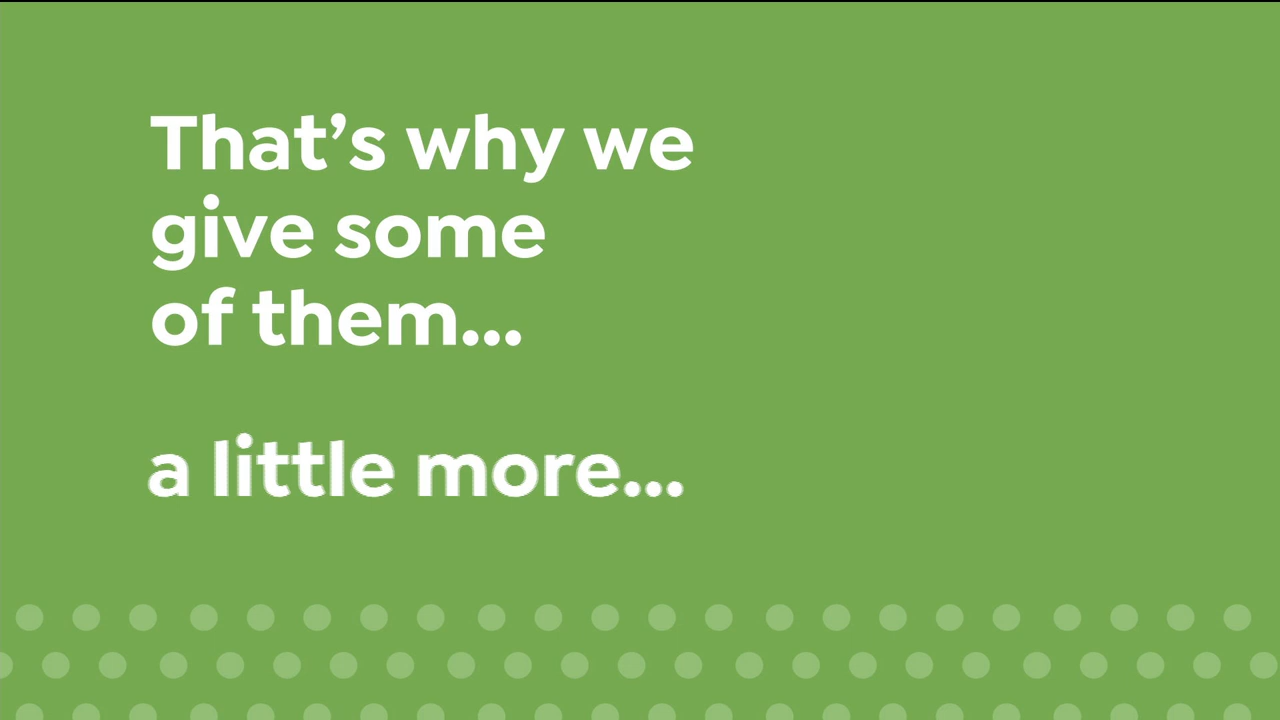 That’s why we
give some
of them...
a little more...